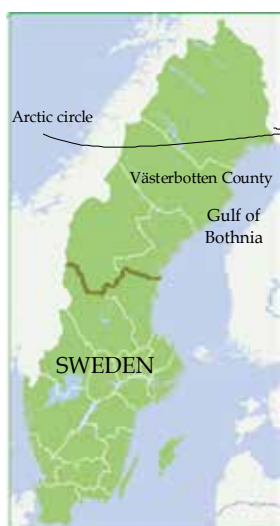 Arctic circle
Västerbotten County
Gulf of
Bothnia
SWEDEN